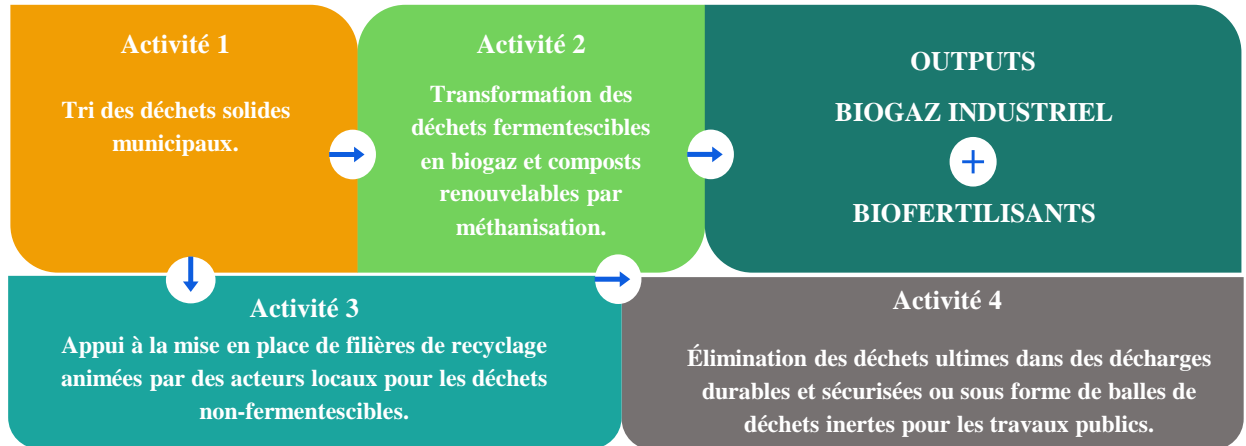 Activité 1
Tri des déchets solides
municipaux.
Activité 2
Transformation des
déchets fermentescibles
en biogaz et composts
renouvelables par
méthanisation.
OUTPUTS
BIOGAZ INDUSTRIEL
+
BIOFERTILISANTS
Activité 3
Appui à la mise en place de filières de recyclage
animées par des acteurs locaux pour les déchets
non-fermentescibles.
Activité 4
Élimination des déchets ultimes dans des décharges
durables et sécurisées ou sous forme de balles de
déchets inertes pour les travaux publics.